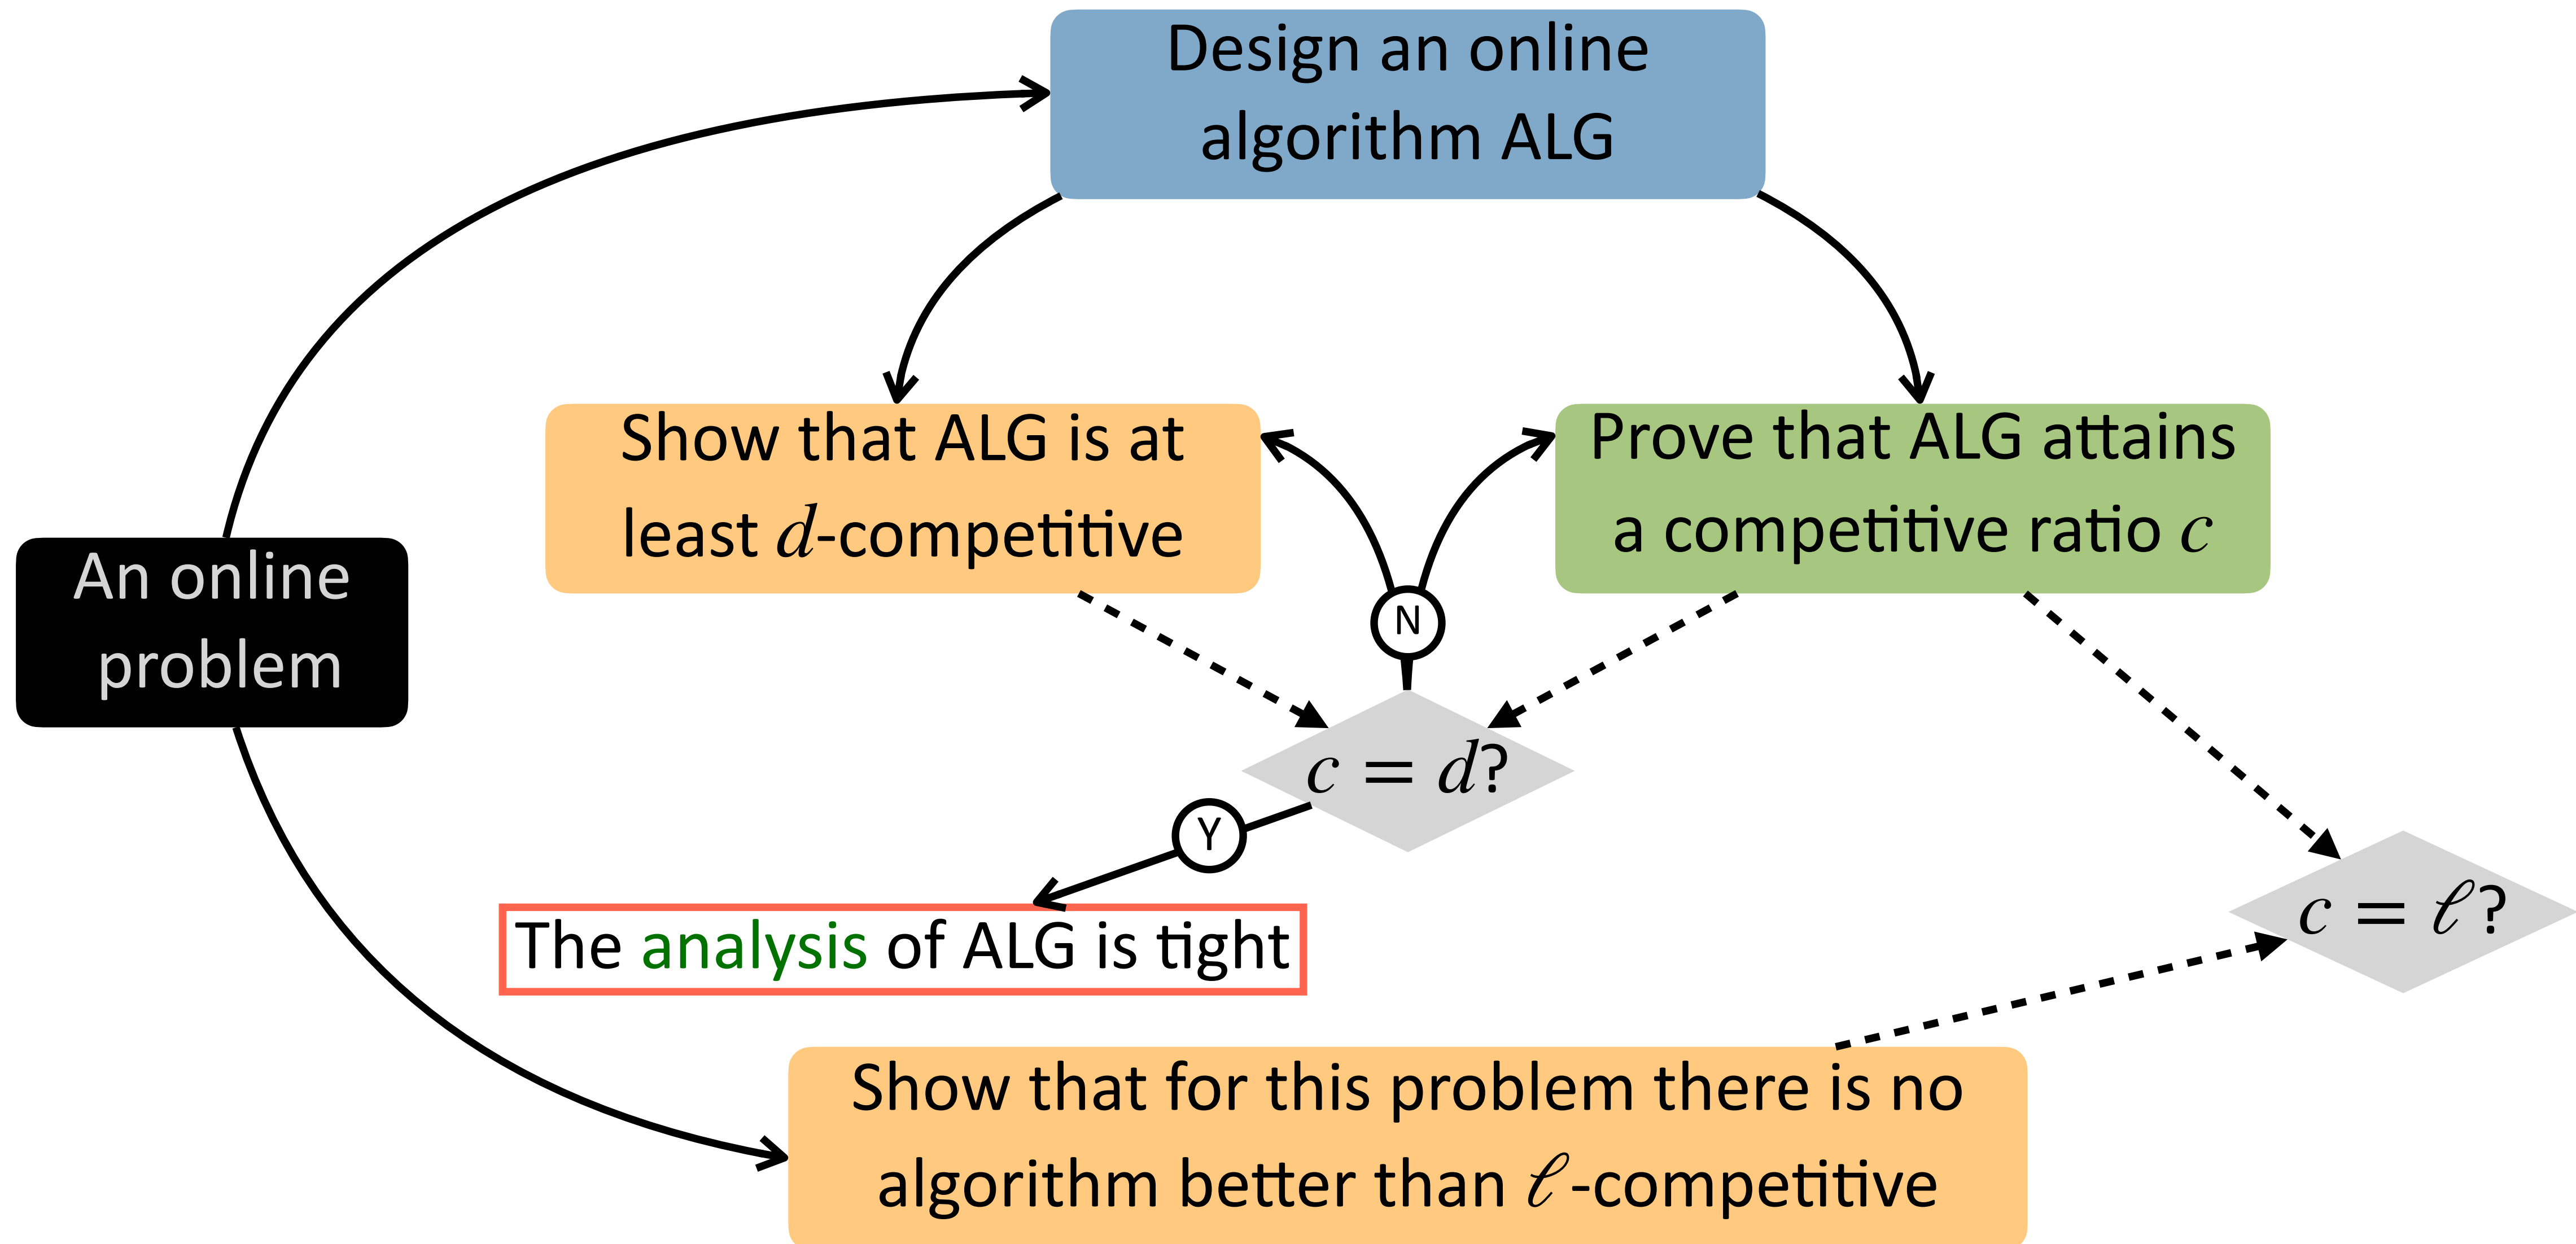 Design an online
algorithm ALG
Show that ALG is at
least d-competitive
Prove that ALG attains
a competitive ratio c
An online
problem
N
c = d?
Y
The analysis of ALG is tight
c = ℓ?
Show that for this problem there is no
algorithm better than ℓ-competitive